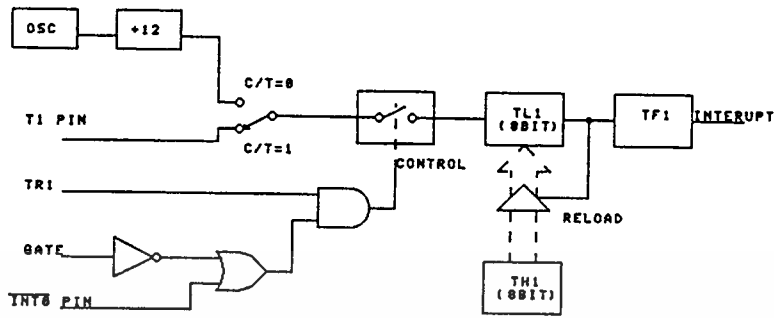 OSC
+12
C/T=0
T1 PIN
C/T=1
CONTROL
TL1
(8BIT)
TF1
INTERUPT
TR1
RELOAD
GATE
INT0 PIN
TH1
(8BIT)